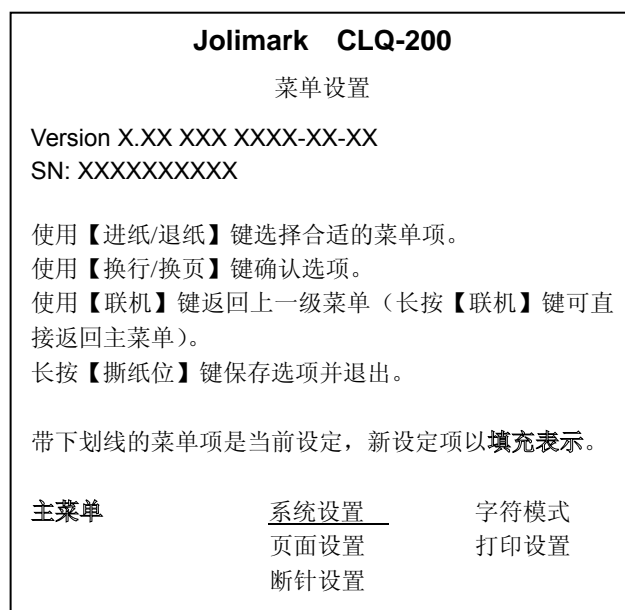 Jolimark CLQ-200
菜单设置
Version X.XX XXX XXXX-XX-XX
SN: XXXXXXXXXX
使用【进纸/退纸】键选择合适的菜单项。
使用【换行/换页】键确认选项。
使用【联机】键返回上一级菜单（长按【联机】键可直
接返回主菜单）。
长按【撕纸位】键保存选项并退出。
带下划线的菜单项是当前设定，新设定项以填充表示。
主菜单 系统设置 字符模式
页面设置 打印设置
断针设置